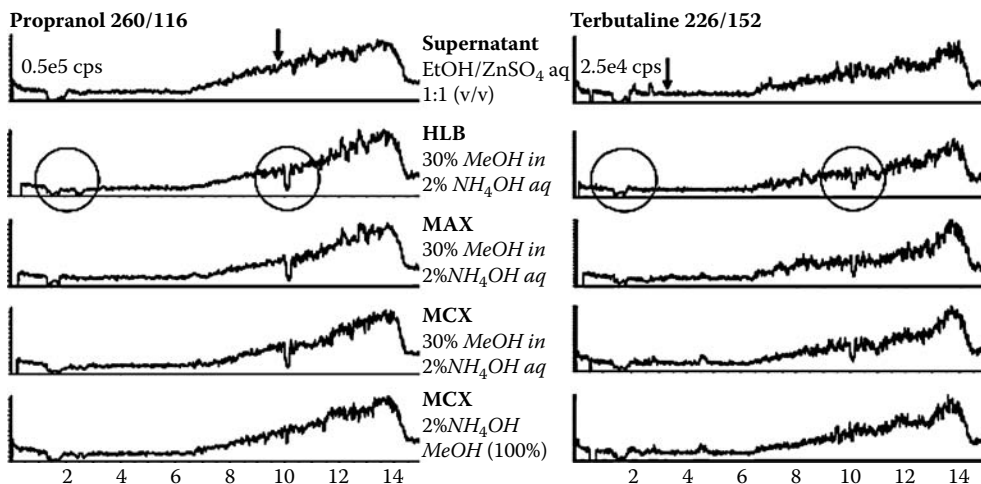 Propranol 260/116
Terbutaline 226/152
0.5e5 cps
Supernatant
EtOH/ZnSO₄ aq
1:1 (v/v)
2.5e4 cps
HLB
30% MeOH in
2% NH₄OH aq
MAX
30% MeOH in
2%NH₄OH aq
MCX
30% MeOH in
2%NH₄OH aq
MCX
2%NH₄OH
MeOH (100%)
2 4 6 8 10 12 14
2 4 6 8 10 12 14